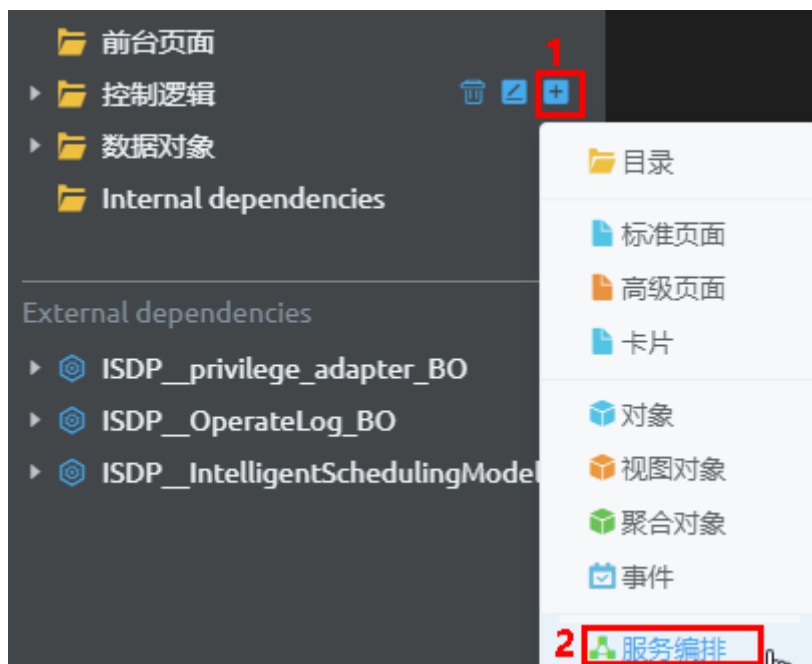 前台页面
1
控制逻辑
数据对象
Internal dependencies
External dependencies
ISDP__privilege_adapter_BO
ISDP__OperateLog_BO
ISDP__IntelligentSchedulingModel
目录
标准页面
高级页面
卡片
对象
视图对象
聚合对象
事件
2 服务编排